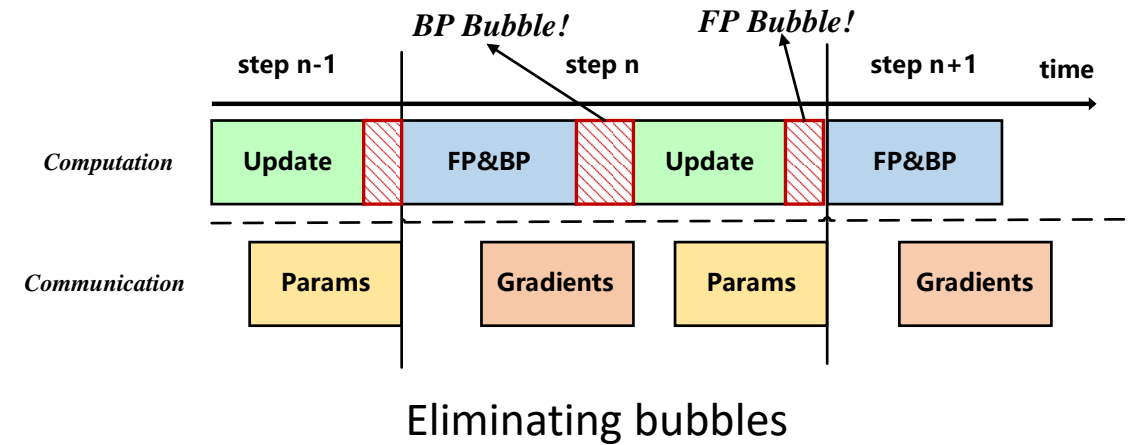 BP Bubble!
FP Bubble!
step n-1
step n
step n+1
time
Computation
Update
FP&BP
Update
FP&BP
Communication
Params
Gradients
Params
Gradients
Eliminating bubbles